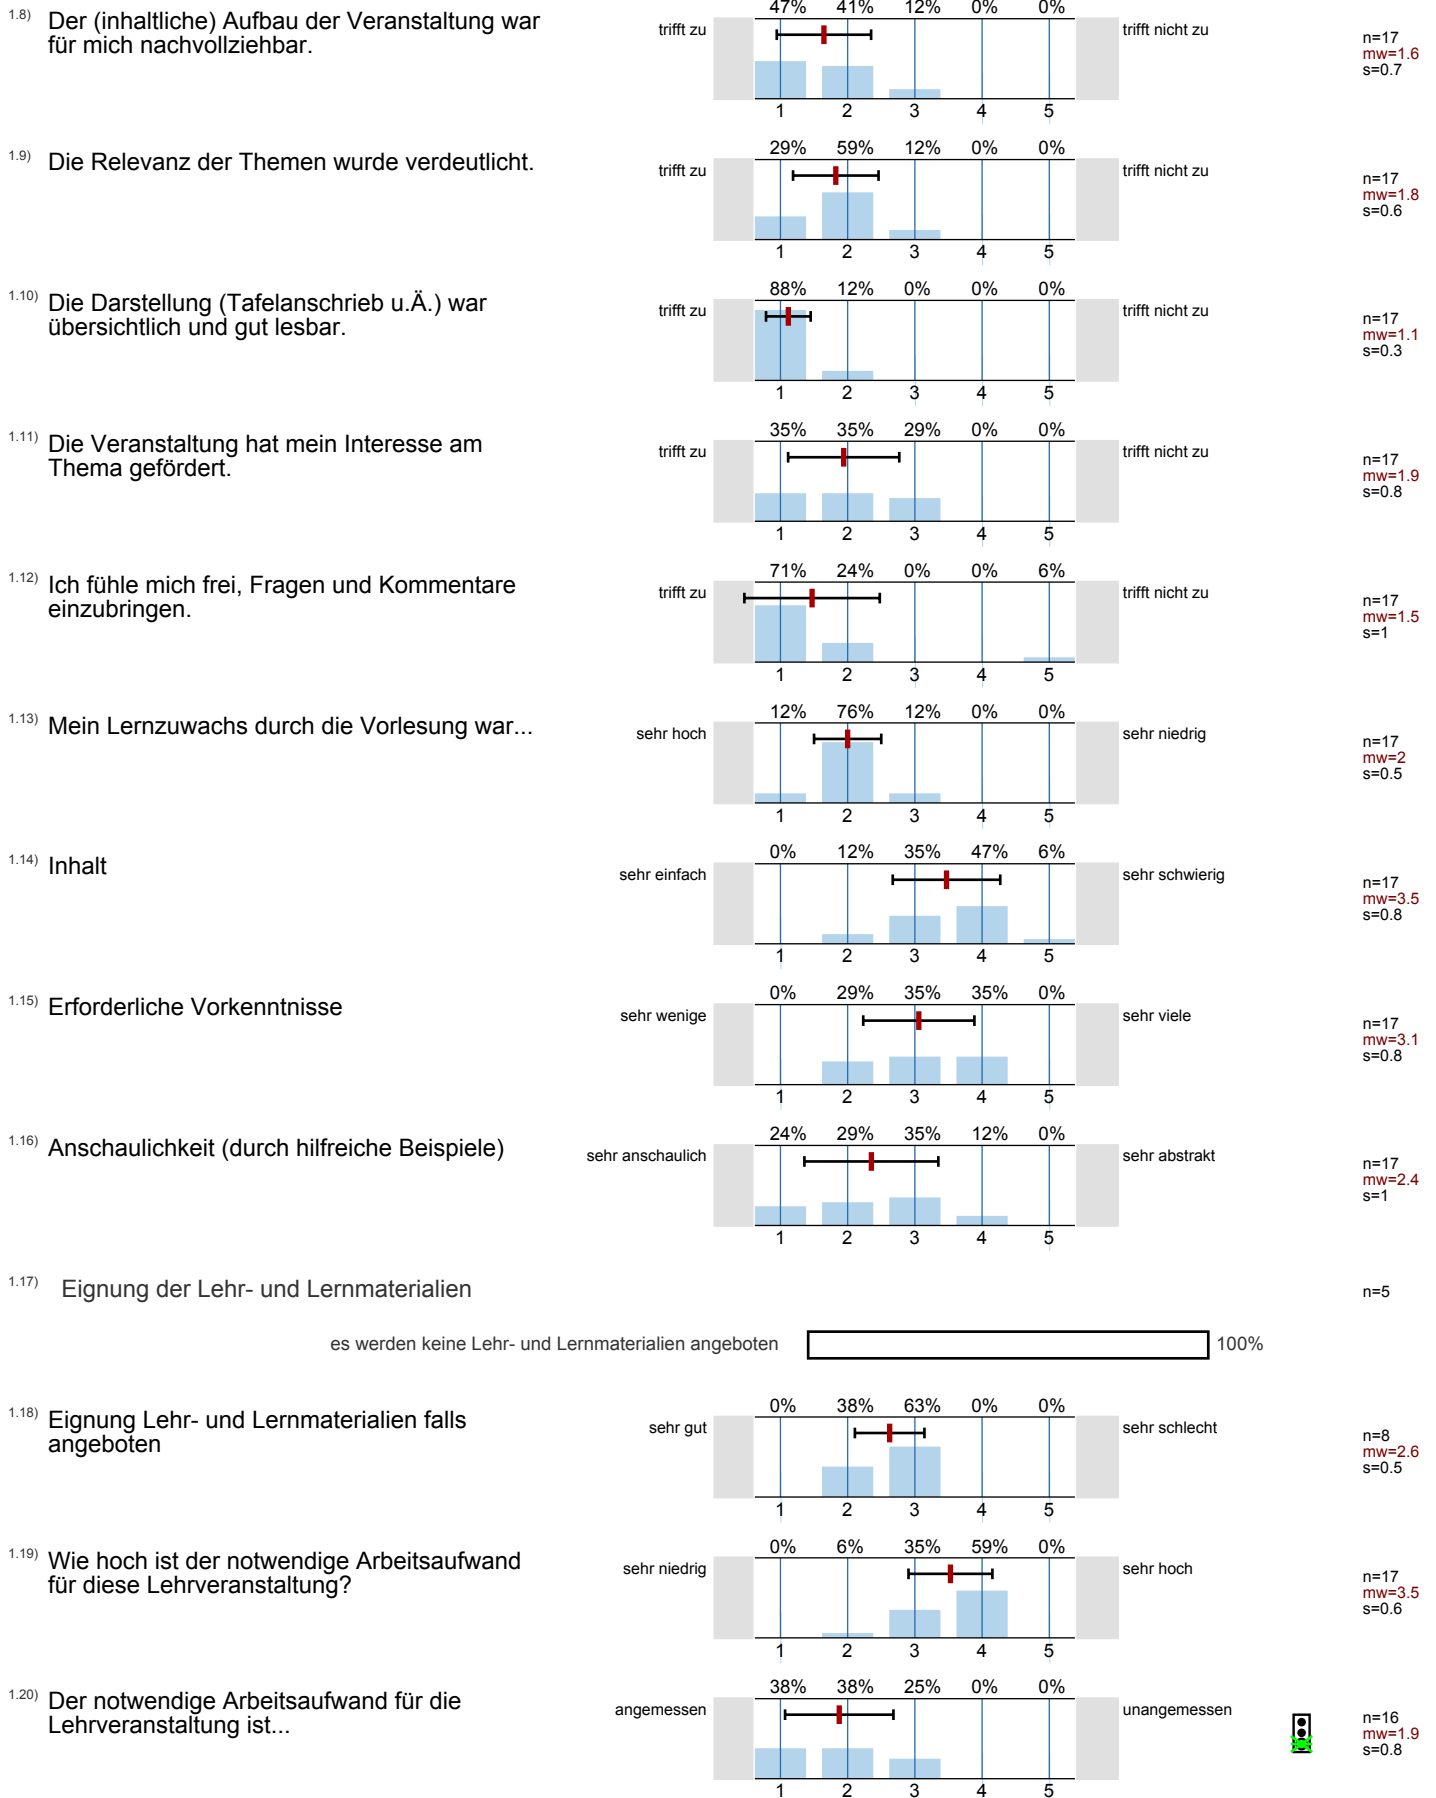 1.8) Der (inhaltliche) Aufbau der Veranstaltung war
für mich nachvollziehbar.
trifft zu
47% 41% 12% 0% 0%
trifft nicht zu
1 2 3 4 5
n=17
mw=1.6
s=0.7
1.9) Die Relevanz der Themen wurde verdeutlicht.
trifft zu
29% 59% 12% 0% 0%
trifft nicht zu
1 2 3 4 5
n=17
mw=1.8
s=0.6
1.10) Die Darstellung (Tafelanschrieb u.Ä.) war
übersichtlich und gut lesbar.
trifft zu
88% 12% 0% 0% 0%
trifft nicht zu
1 2 3 4 5
n=17
mw=1.1
s=0.3
1.11) Die Veranstaltung hat mein Interesse am
Thema gefördert.
trifft zu
35% 35% 29% 0% 0%
trifft nicht zu
1 2 3 4 5
n=17
mw=1.9
s=0.8
1.12) Ich fühle mich frei, Fragen und Kommentare
einzubringen.
trifft zu
71% 24% 0% 0% 6%
trifft nicht zu
1 2 3 4 5
n=17
mw=1.5
s=1
1.13) Mein Lernzuwachs durch die Vorlesung war...
sehr hoch
12% 76% 12% 0% 0%
sehr niedrig
1 2 3 4 5
n=17
mw=2
s=0.5
1.14) Inhalt
sehr einfach
0% 12% 35% 47% 6%
sehr schwierig
1 2 3 4 5
n=17
mw=3.5
s=0.8
1.15) Erforderliche Vorkenntnisse
sehr wenige
0% 29% 35% 35% 0%
sehr viele
1 2 3 4 5
n=17
mw=3.1
s=0.8
1.16) Anschaulichkeit (durch hilfreiche Beispiele)
sehr anschaulich
24% 29% 35% 12% 0%
sehr abstrakt
1 2 3 4 5
n=17
mw=2.4
s=1
1.17) Eignung der Lehr- und Lernmaterialien
n=5
es werden keine Lehr- und Lernmaterialien angeboten
100%
1.18) Eignung Lehr- und Lernmaterialien falls
angeboten
sehr gut
0% 38% 63% 0% 0%
sehr schlecht
1 2 3 4 5
n=8
mw=2.6
s=0.5
1.19) Wie hoch ist der notwendige Arbeitsaufwand
für diese Lehrveranstaltung?
sehr niedrig
0% 6% 35% 59% 0%
sehr hoch
1 2 3 4 5
n=17
mw=3.5
s=0.6
1.20) Der notwendige Arbeitsaufwand für die
Lehrveranstaltung ist...
angemessen
38% 38% 25% 0% 0%
unangemessen
1 2 3 4 5
n=16
mw=1.9
s=0.8